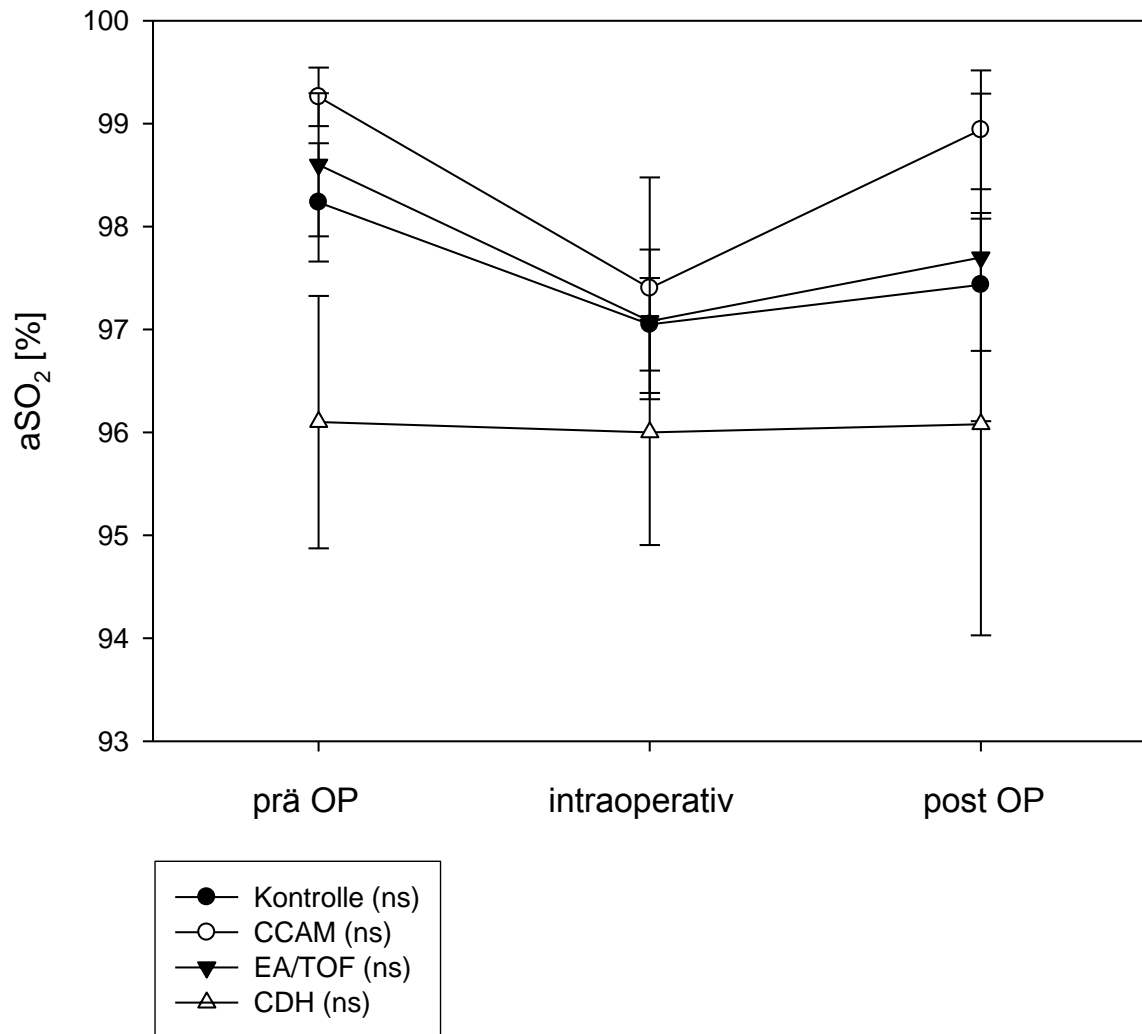 100
99
98
97
96
95
94
93
aSO₂ [%]
prä OP
intraoperativ
post OP
Kontrolle (ns)
CCAM (ns)
EA/TOF (ns)
CDH (ns)